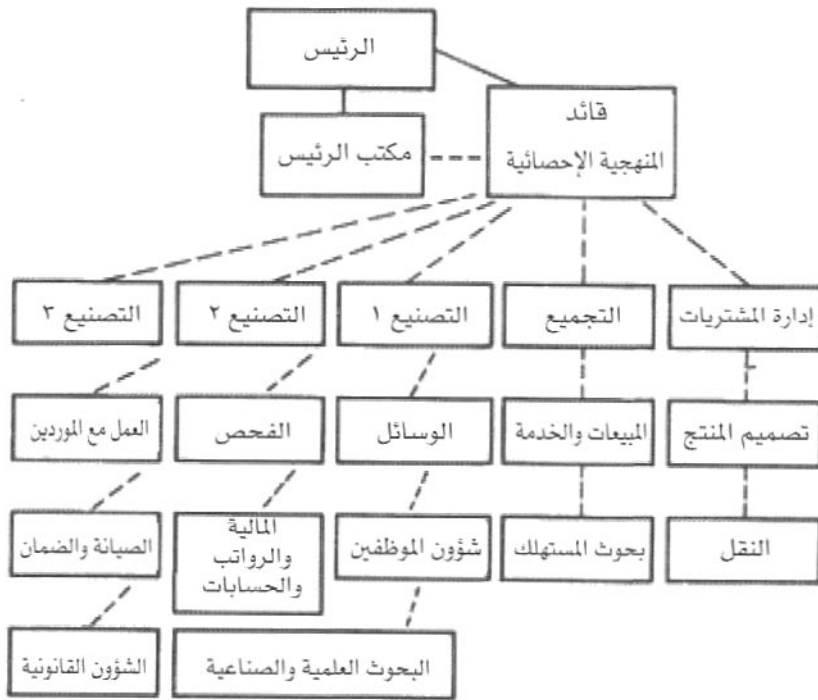 الرئيس
قائد
المنهجية الإحصائية
مكتب الرئيس
إدارة المشتريات
التجميع
التصنيع ١
التصنيع ٢
التصنيع ٣
تصميم المنتج
المبيعات والخدمة
الوسائل
الفحص
العمل مع الموردين
النقل
بحوث المستهلك
شؤون الموظفين
المالية
والرواتب
والحسابات
الصيانة والضمان
البحوث العلمية والصناعية
الشؤون القانونية